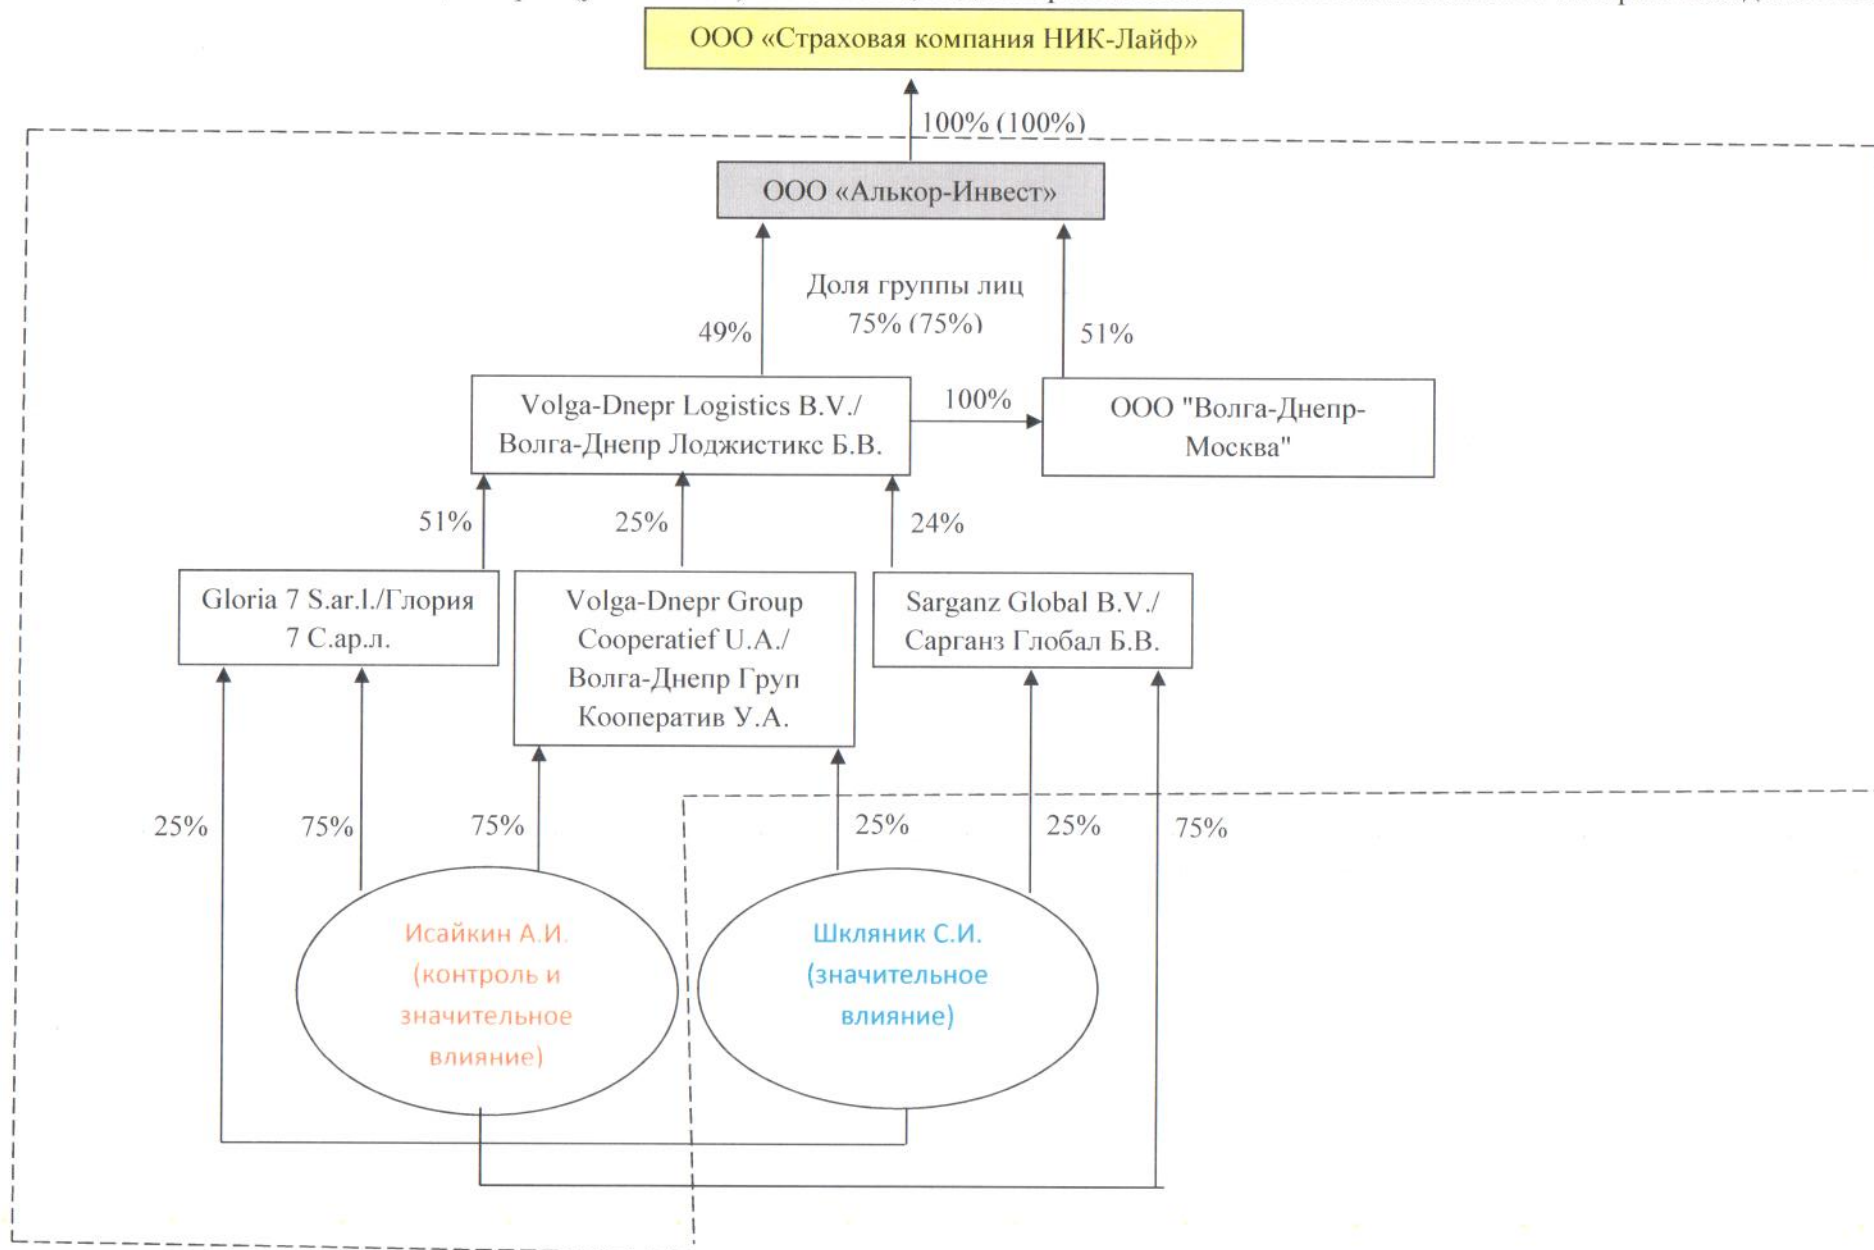 ООО «Страховая компания НИК-Лайф»
100% (100%)
ООО «Алькор-Инвест»
Доля группы лиц
75% (75%)
49%
51%
Volga-Dnepr Logistics B.V./
Волга-Днепр Лоджистикс Б.В.
100%
ООО "Волга-Днепр-
Москва"
51%
25%
24%
Gloria 7 S.ar.l./Глория
7 С.ар.л.
Volga-Dnepr Group
Cooperatief U.A./
Волга-Днепр Груп
Кооператив У.А.
Sarganz Global B.V./
Сарганз Глобал Б.В.
25%
75%
75%
25%
25%
75%
Исайкин А.И.
(контроль и
значительное
влияние)
Шкляник С.И.
(значительное
влияние)